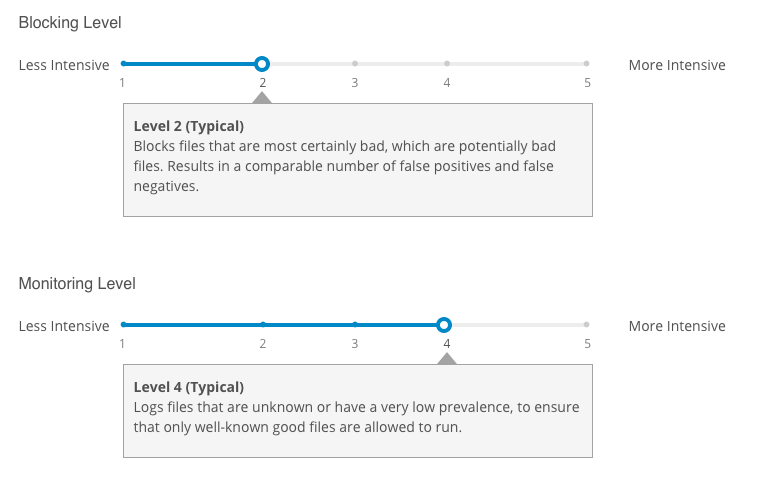 Blocking Level
Less Intensive More Intensive
1 2 3 4 5
Level 2 (Typical)
Blocks files that are most certainly bad, which are potentially bad
files. Results in a comparable number of false positives and false
negatives.
Monitoring Level
Less Intensive More Intensive
1 2 3 4 5
Level 4 (Typical)
Logs files that are unknown or have a very low prevalence, to ensure
that only well-known good files are allowed to run.